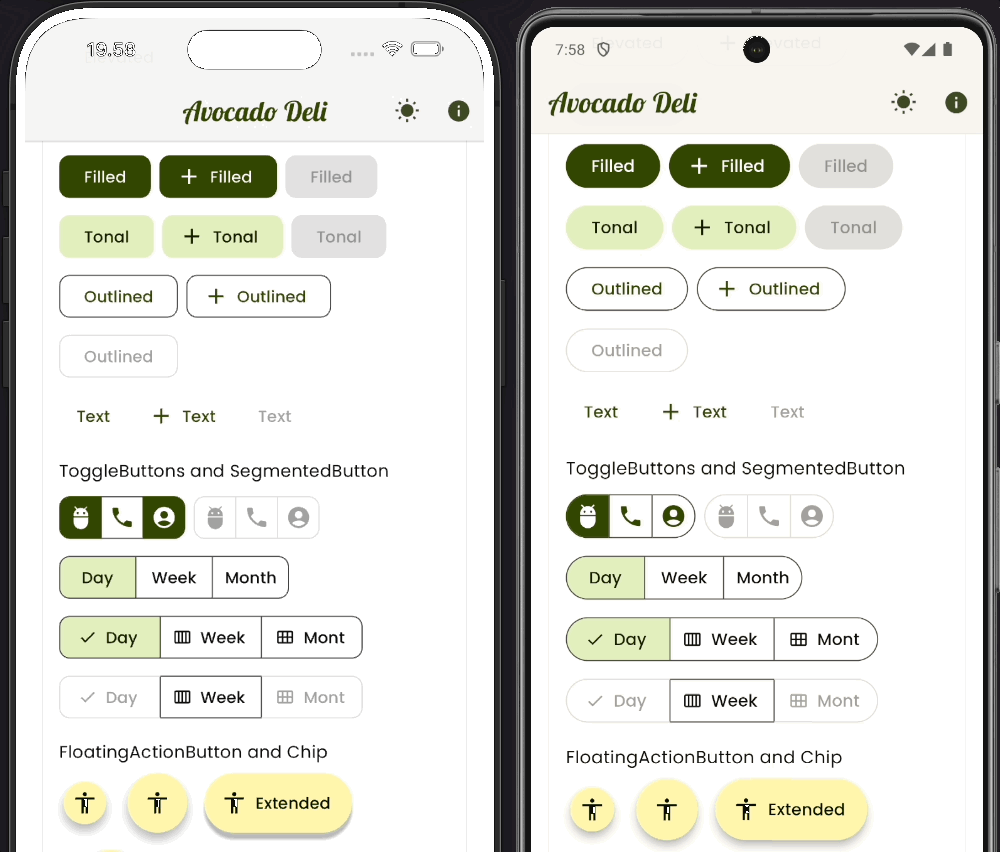 19.58
Elevated
Avocado Deli
Filled
Filled
Filled
Tonal
Tonal
Tonal
Outlined
Outlined
Outlined
Text
Text
Text
ToggleButtons and SegmentedButton
Day
Week
Month
Day
Week
Mont
Day
Week
Mont
FloatingActionButton and Chip
Extended
7:58
Elevated
Elevated
Avocado Deli
Filled
Filled
Filled
Tonal
Tonal
Tonal
Outlined
Outlined
Outlined
Text
Text
Text
ToggleButtons and SegmentedButton
Day
Week
Month
Day
Week
Mont
Day
Week
Mont
FloatingActionButton and Chip
Extended